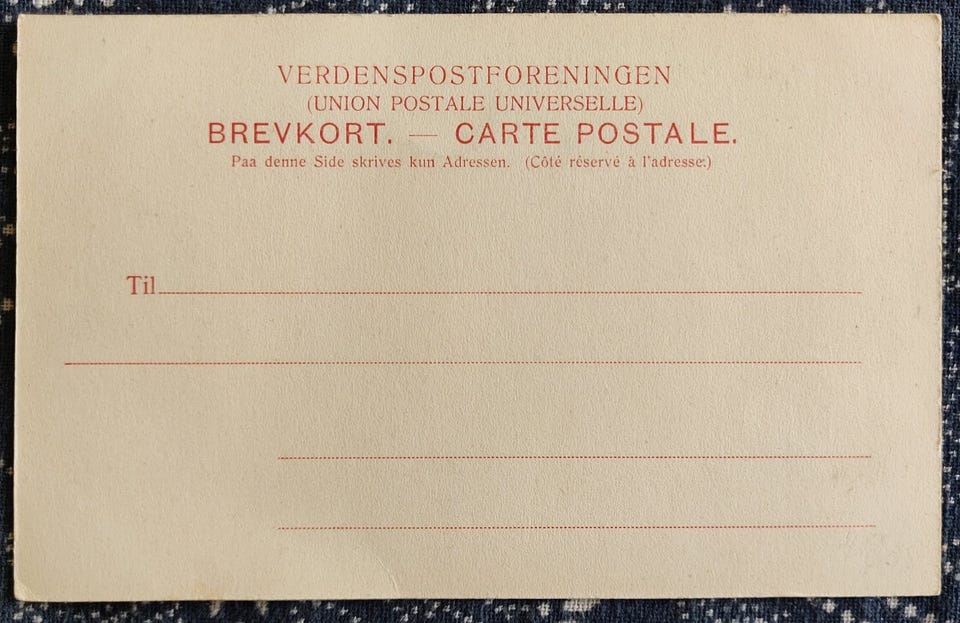 VERDENSPOSTFORENINGEN
(UNION POSTALE UNIVERSELLE)
BREVKORT. — CARTE POSTALE.
Paa denne Side skrives kun Adressen. (Côté réservé à l'adresse.)
Til